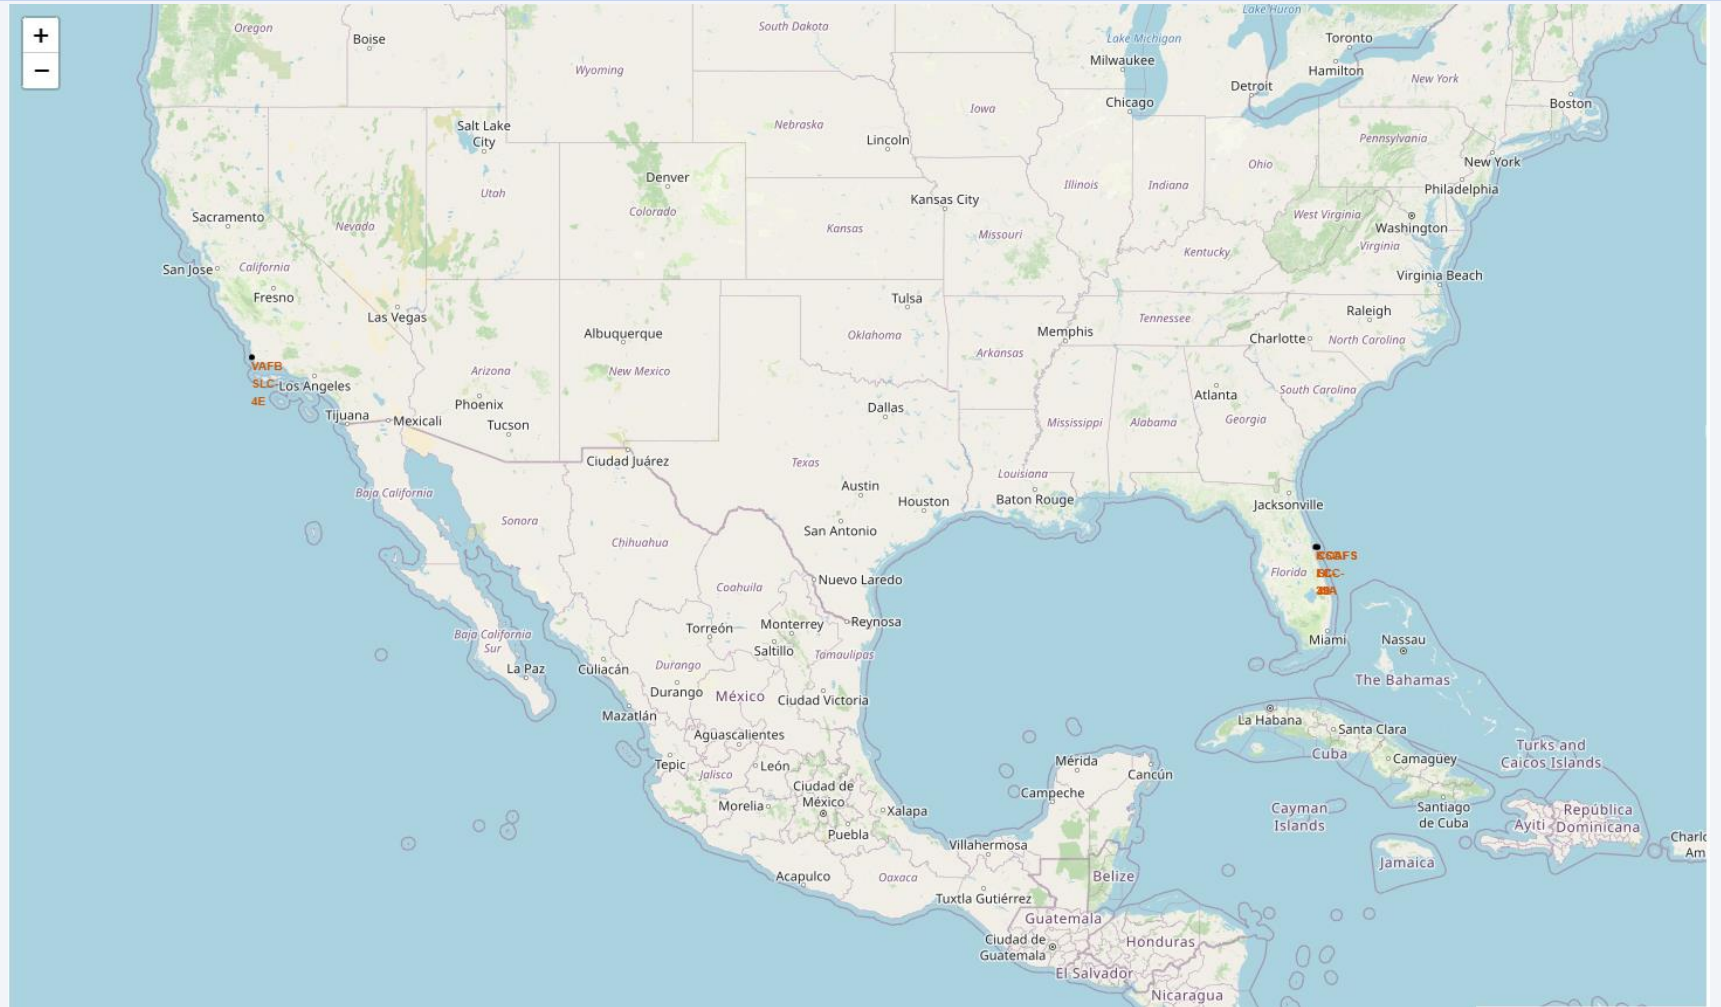 +
−
Oregon
Boise
South Dakota
Lake Huron
Lake Michigan
Toronto
Milwaukee
Hamilton
Wyoming
New York
Detroit
Chicago
Boston
Iowa
Salt Lake
City
Nebraska
Lincoln
Pennsylvania
New York
Ohio
Denver
Utah
Illinois
Indiana
Philadelphia
Kansas City
Colorado
Sacramento
West Virginia
Nevada
Kansas
Missouri
Washington
Virginia
Kentucky
San Jose
California
Virginia Beach
Fresno
Tulsa
Las Vegas
Raleigh
Tennessee
Albuquerque
Oklahoma
Memphis
Charlotte
North Carolina
Arkansas
VAFB
SLC-
4E
Los Angeles
Arizona
New Mexico
South Carolina
Atlanta
Phoenix
Dallas
Tijuana
Mexicali
Tucson
Mississippi
Alabama
Georgia
Ciudad Juárez
Texas
Louisiana
Austin
Baja California
Houston
Baton Rouge
Jacksonville
Sonora
San Antonio
Chihuahua
Florida
Nuevo Laredo
Coahuila
Reynosa
Torreón
Monterrey
Baja California
Sur
Miami
Nassau
Saltillo
Tamaulipas
La Paz
Culiacán
Durango
The Bahamas
Durango
México
Ciudad Victoria
Mazatlán
La Habana
Santa Clara
Aguascalientes
Cuba
Turks and
Caicos Islands
Camagüey
Tepic
León
Mérida
Cancún
Jalisco
Ciudad de
México
Campeche
Morelia
Xalapa
Cayman
Islands
Santiago
de Cuba
República
Dominicana
Ayiti
Puebla
Villahermosa
Jamaica
Acapulco
Oaxaca
Belize
Tuxtla Gutiérrez
Guatemala
Ciudad de
Guatemala
Honduras
El Salvador
Nicaragua